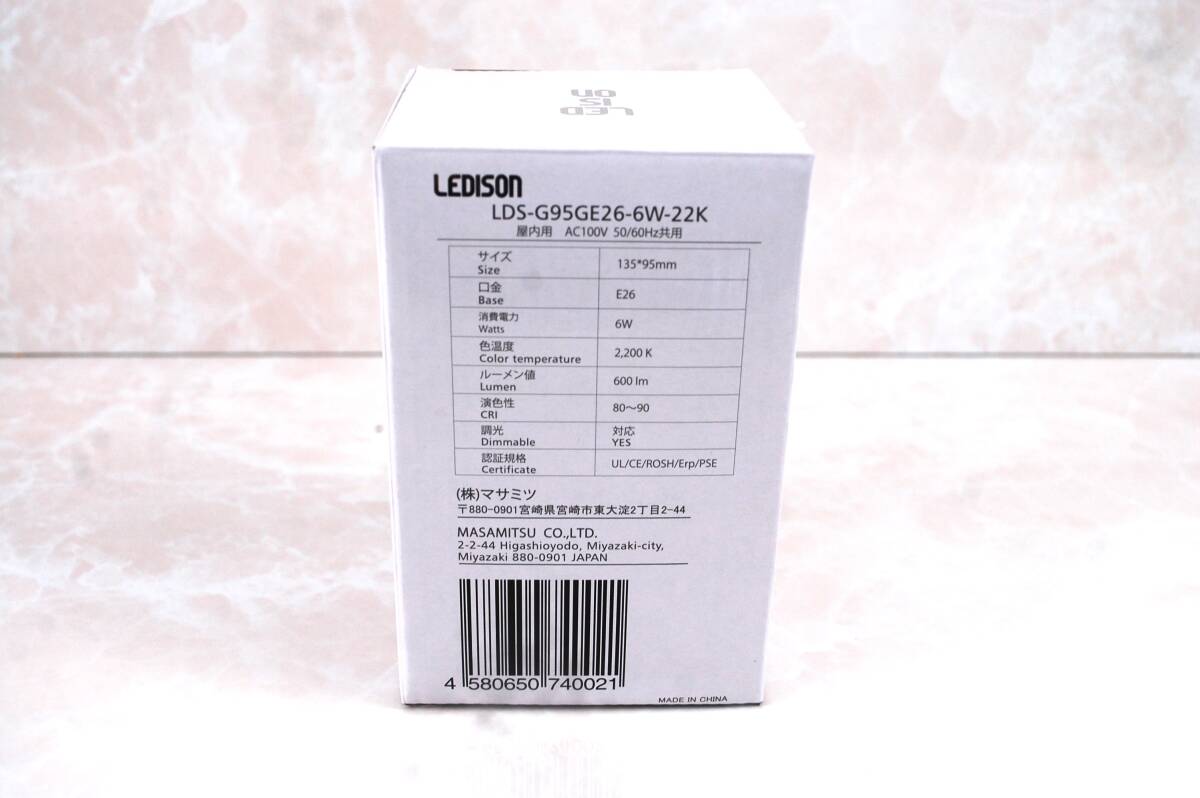 LED
IS
ON
LEDISON
LDS-G95GE26-6W-22K
屋内用 AC100V 50/60Hz共用
サイズ
Size
135*95mm
口金
Base
E26
消費電力
Watts
6W
色温度
Color temperature
2,200 K
ルーメン値
Lumen
600 lm
演色性
CRI
80～90
調光
Dimmable
対応
YES
認証規格
Certificate
UL/CE/ROSH/Erp/PSE
(株)マサミツ
〒880-0901宮崎県宮崎市東大淀2丁目2-44
MASAMITSU CO.,LTD.
2-2-44 Higashioyodo, Miyazaki-city,
Miyazaki 880-0901 JAPAN
4 580650 740021
MADE IN CHINA